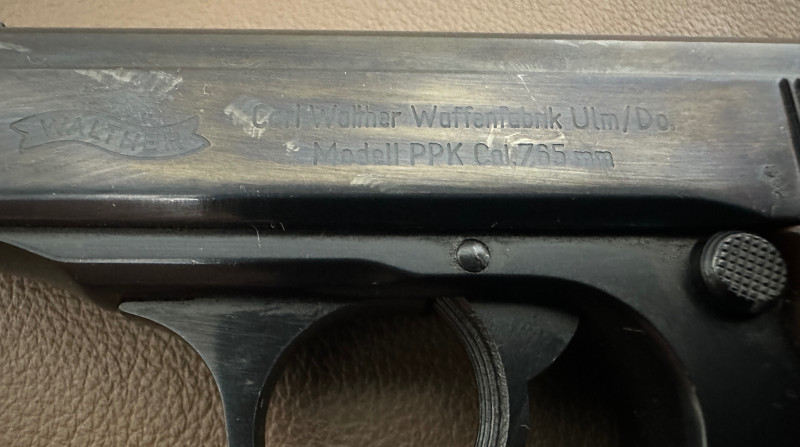 WALTHER
Carl Walther Waffenfabrik Ulm/Do.
Modell PPK Cal.7,65 mm